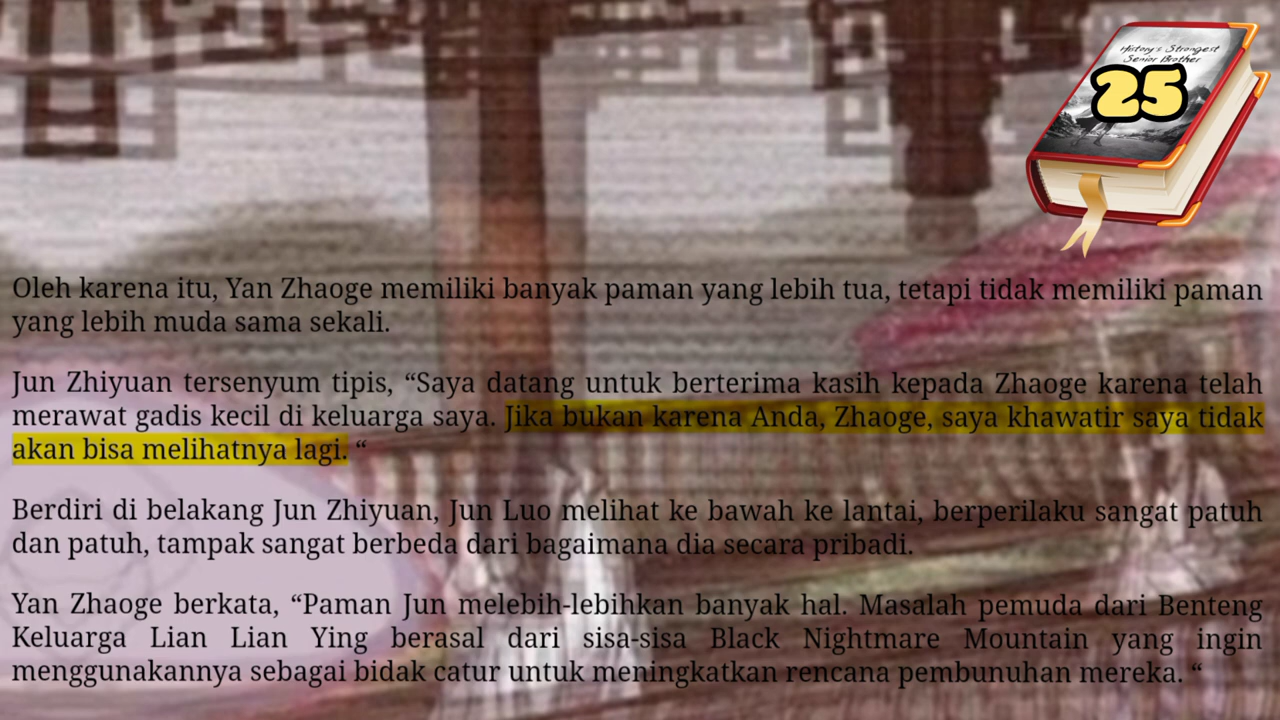 History's Strongest
Senior Brother
25
Oleh karena itu, Yan Zhaoge memiliki banyak paman yang lebih tua, tetapi tidak memiliki paman
yang lebih muda sama sekali.
Jun Zhiyuan tersenyum tipis, “Saya datang untuk berterima kasih kepada Zhaoge karena telah
merawat gadis kecil di keluarga saya. Jika bukan karena Anda, Zhaoge, saya khawatir saya tidak
akan bisa melihatnya lagi. “
Berdiri di belakang Jun Zhiyuan, Jun Luo melihat ke bawah ke lantai, berperilaku sangat patuh
dan patuh, tampak sangat berbeda dari bagaimana dia secara pribadi.
Yan Zhaoge berkata, “Paman Jun melebih-lebihkan banyak hal. Masalah pemuda dari Benteng
Keluarga Lian Lian Ying berasal dari sisa-sisa Black Nightmare Mountain yang ingin
menggunakannya sebagai bidak catur untuk meningkatkan rencana pembunuhan mereka. “